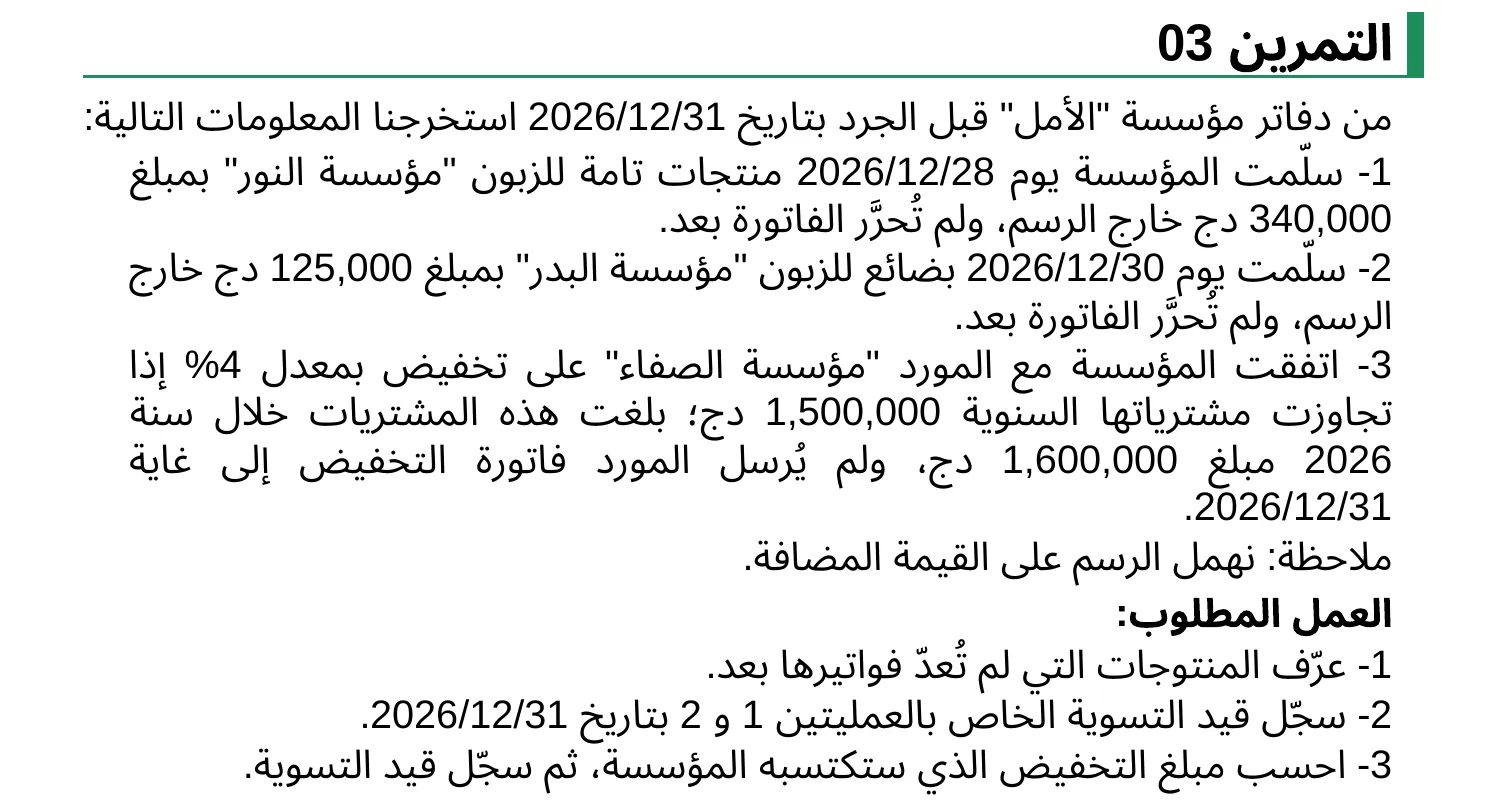 التمرين 03
من دفاتر مؤسسة "الأمل" قبل الجرد بتاريخ 2026/12/31 استخرجنا المعلومات التالية:
1- سلّمت المؤسسة يوم 2026/12/28 منتجات تامة للزبون "مؤسسة النور" بمبلغ
340,000 دج خارج الرسم، ولم تُحرَّر الفاتورة بعد.
2- سلّمت يوم 2026/12/30 بضائع للزبون "مؤسسة البدر" بمبلغ 125,000 دج خارج
الرسم، ولم تُحرَّر الفاتورة بعد.
3- اتفقت المؤسسة مع المورد "مؤسسة الصفاء" على تخفيض بمعدل 4% إذا
تجاوزت مشترياتها السنوية 1,500,000 دج؛ بلغت هذه المشتريات خلال سنة
2026 مبلغ 1,600,000 دج، ولم يُرسل المورد فاتورة التخفيض إلى غاية
2026/12/31.
ملاحظة: نهمل الرسم على القيمة المضافة.
العمل المطلوب:
1- عرّف المنتوجات التي لم تُعدّ فواتيرها بعد.
2- سجّل قيد التسوية الخاص بالعمليتين 1 و 2 بتاريخ 2026/12/31.
3- احسب مبلغ التخفيض الذي ستكتسبه المؤسسة، ثم سجّل قيد التسوية.